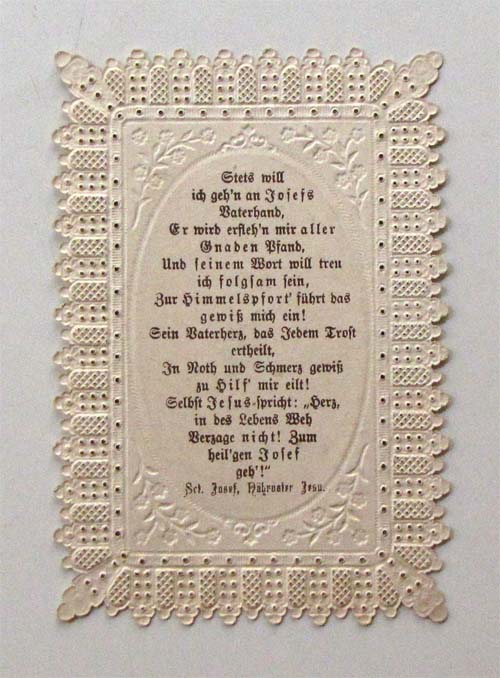 Stets will
ich geh'n an Josefs
Vaterhand,
Er wird erfleh'n mir aller
Gnaden Pfand,
Und seinem Wort will treu
ich folgsam sein,
Zur Himmelspfort' führt das
gewiß mich ein!
Sein Vaterherz, das Jedem Trost
ertheilt,
In Noth und Schmerz gewiß
zu Hilf' mir eilt!
Selbst Jesus spricht: „Herz,
in des Lebens Weh
Verzage nicht! Zum
heil'gen Josef
geh'!“
Sct. Josef, Nährvater Jesu.